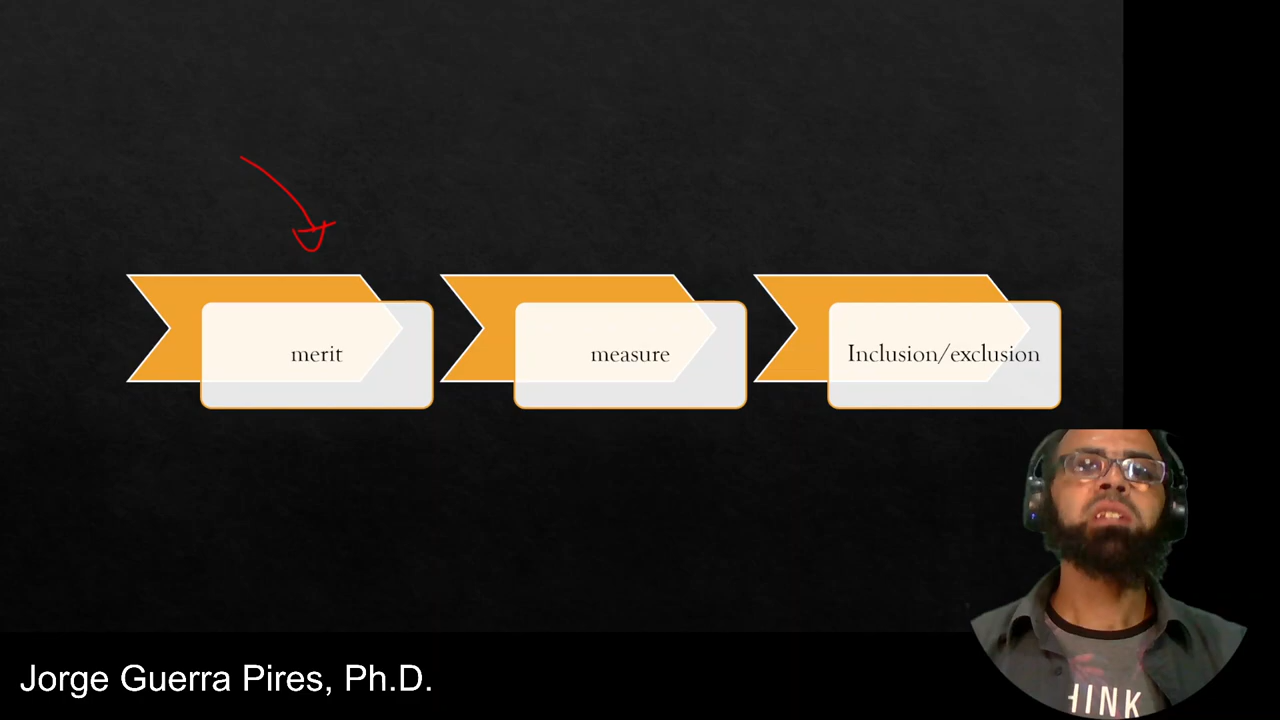 merit
measure
Inclusion/exclusion
Jorge Guerra Pires, Ph.D.
HINK